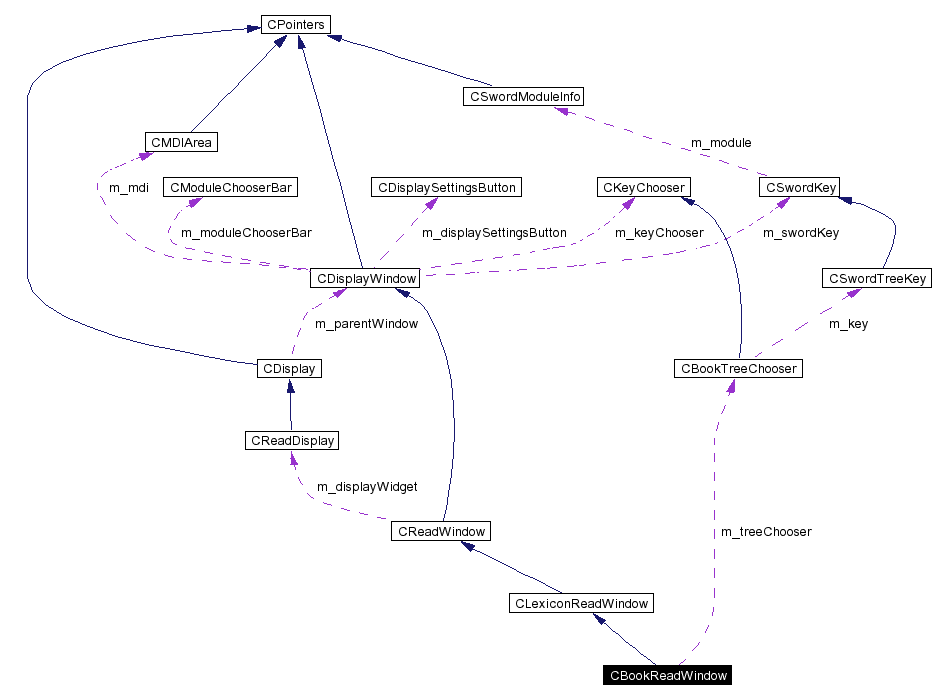 CPointers
CSwordModuleInfo
CMDIArea
m_module
m_mdi
CModuleChooserBar
CDisplaySettingsButton
CKeyChooser
CSwordKey
m_moduleChooserBar
m_displaySettingsButton
m_keyChooser
m_swordKey
CDisplayWindow
CSwordTreeKey
m_parentWindow
m_key
CDisplay
CBookTreeChooser
CReadDisplay
m_displayWidget
CReadWindow
m_treeChooser
CLexiconReadWindow
CBookReadWindow